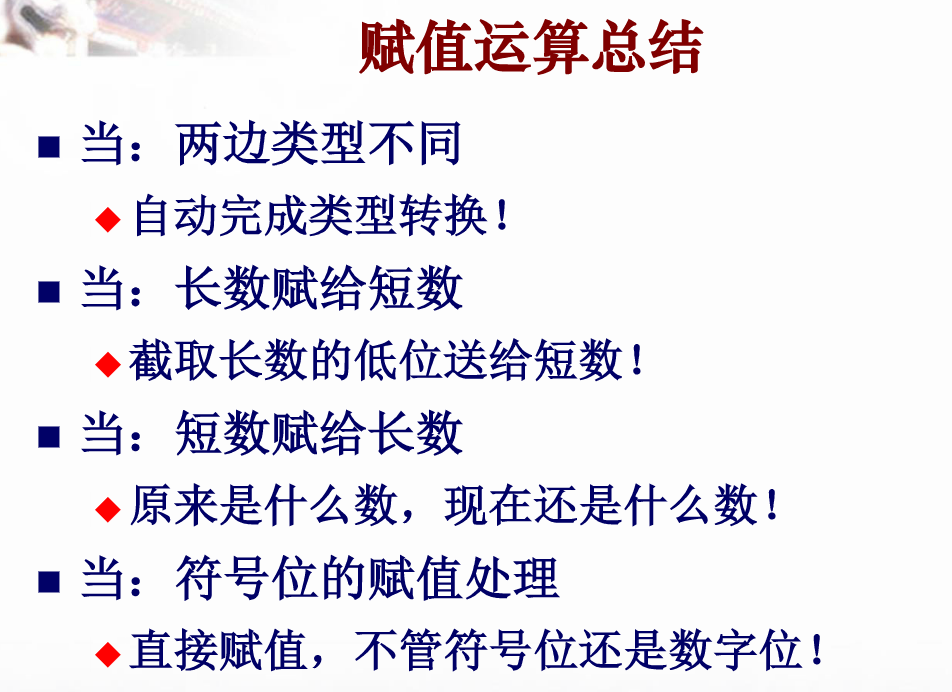 赋值运算总结
当：两边类型不同
自动完成类型转换！
当：长数赋给短数
截取长数的低位送给短数！
当：短数赋给长数
原来是什么数，现在还是什么数！
当：符号位的赋值处理
直接赋值，不管符号位还是数字位！